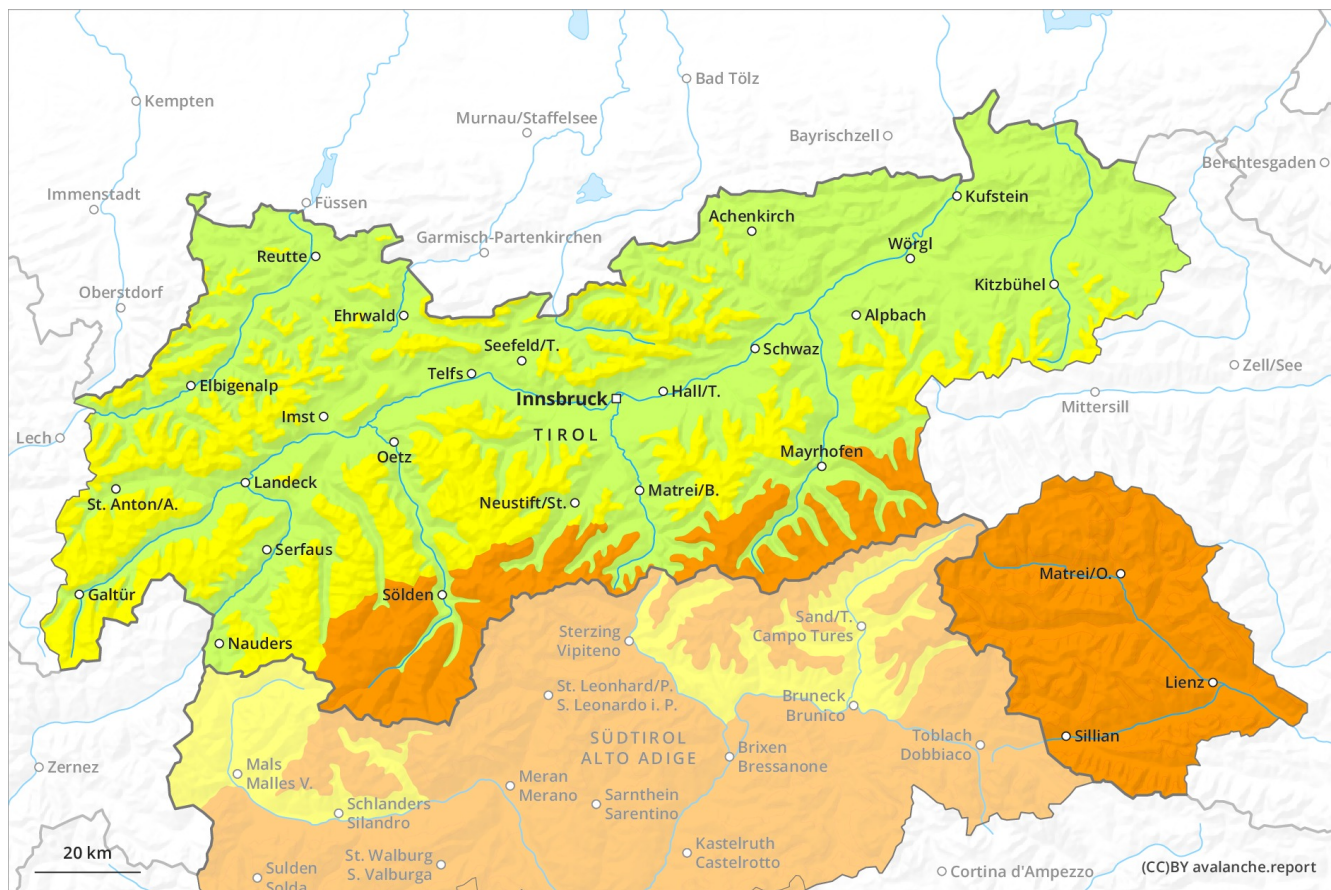 Bad Tölz
Kempten
Murnau/Staffelsee
Bayrischzell
Berchtesgaden
Immenstadt
Füssen
Kufstein
Achenkirch
Garmisch-Partenkirchen
Wörgl
Reutte
Kitzbühel
Oberstdorf
Ehrwald
Alpbach
Seefeld/T.
Schwaz
Zell/See
Telfs
Elbigenalp
Hall/T.
Innsbruck
Mittersill
Imst
TIROL
Lech
Mayrhofen
Oetz
Landeck
Matrei/B.
St. Anton/A.
Neustift/St.
Serfaus
Matrei/O.
Galtür
Sölden
Sand/T.
Campo Tures
Sterzing
Vipiteno
Nauders
Lienz
St. Leonhard/P.
S. Leonardo i. P.
Bruneck
Brunico
SÜDTIROL
ALTO ADIGE
Toblach
Dobbiaco
Sillian
Brixen
Bressanone
Zernez
Mals
Malles V.
Meran
Merano
Sarnthein
Sarentino
Schlanders
Silandro
Kastelruth
Castelrotto
20 km
St. Walburg
S. Valburga
Sulden
Solda
Cortina d'Ampezzo
(CC)BY avalanche.report